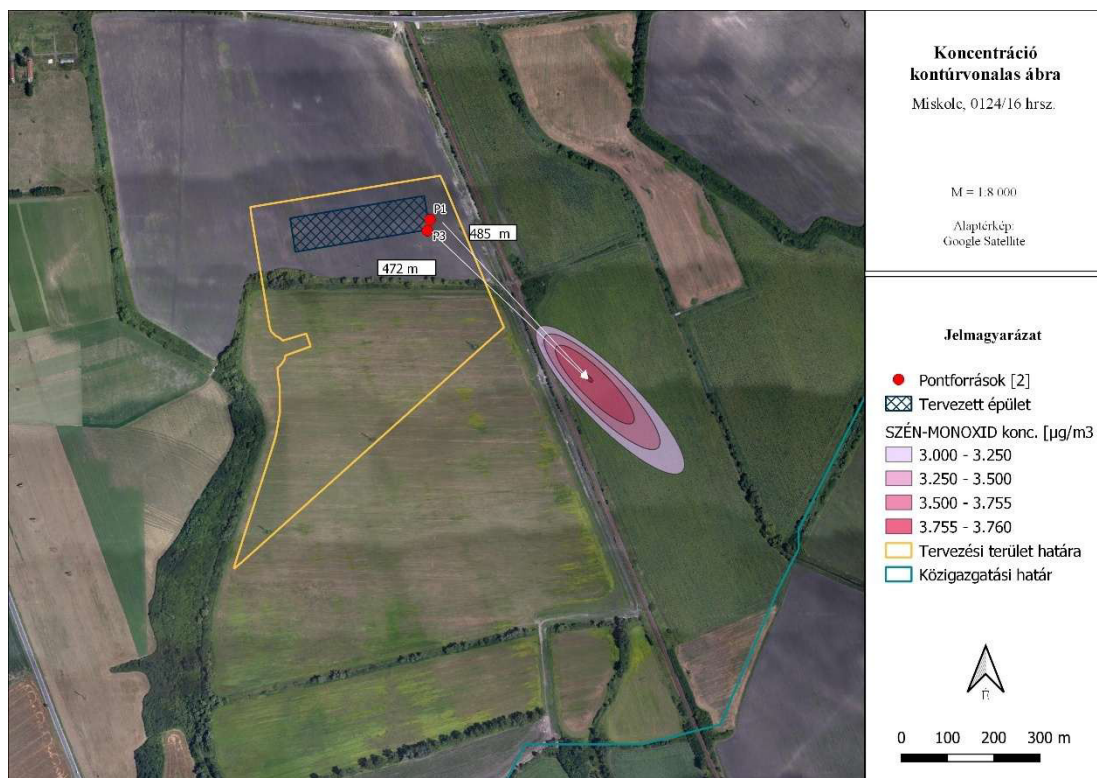 P1
P3
485 m
472 m
Koncentráció
kontúrvonalas ábra
Miskolc, 0124/16 hrsz.
M = 1:8 000
Alaptérkép:
Google Satellite
Jelmagyarázat
Pontforrások [2]
Tervezett épület
SZÉN-MONOXID konc. [µg/m3
3.000 - 3.250
3.250 - 3.500
3.500 - 3.755
3.755 - 3.760
Tervezési terület határa
Közigazgatási határ
É
0 100 200 300 m